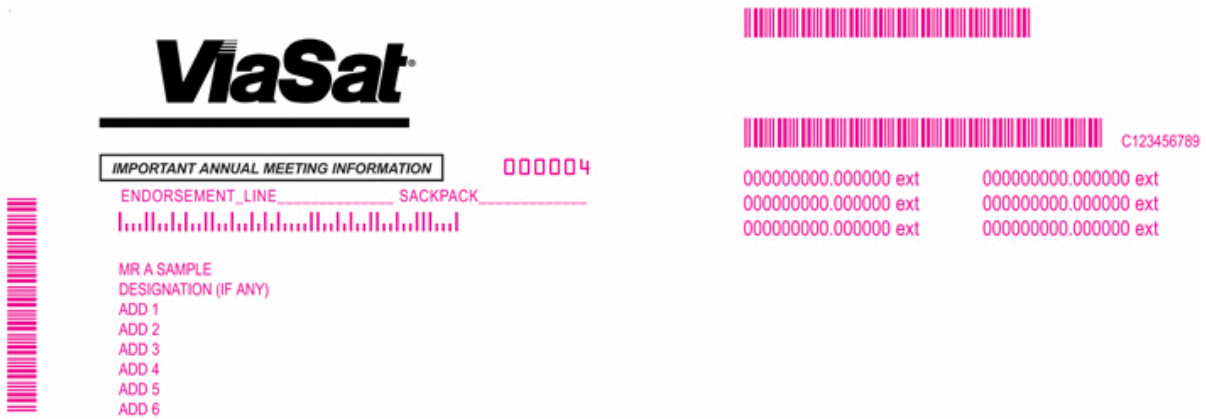 ViaSat®
C123456789
IMPORTANT ANNUAL MEETING INFORMATION 000004
000000000.000000 ext 000000000.000000 ext
000000000.000000 ext 000000000.000000 ext
000000000.000000 ext 000000000.000000 ext
ENDORSEMENT_LINE______________ SACKPACK_____________
MR A SAMPLE
DESIGNATION (IF ANY)
ADD 1
ADD 2
ADD 3
ADD 4
ADD 5
ADD 6